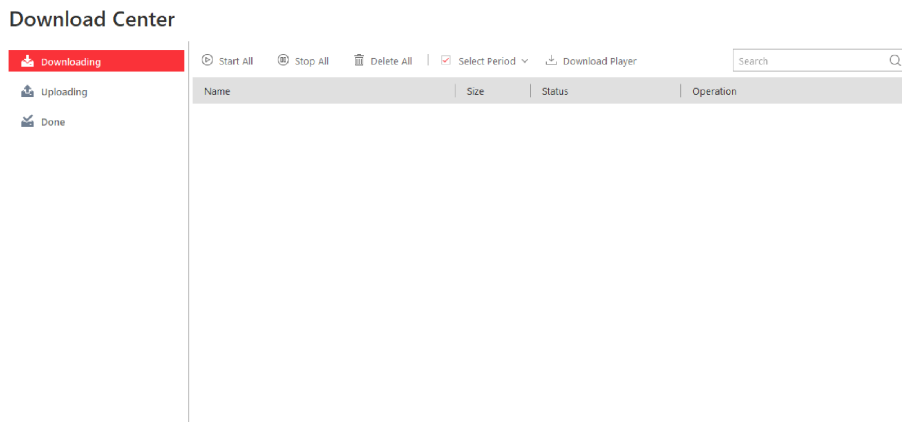 Download Center
Downloading
Uploading
Done
Start All Stop All Delete All Select Period Download Player Search
Name Size Status Operation